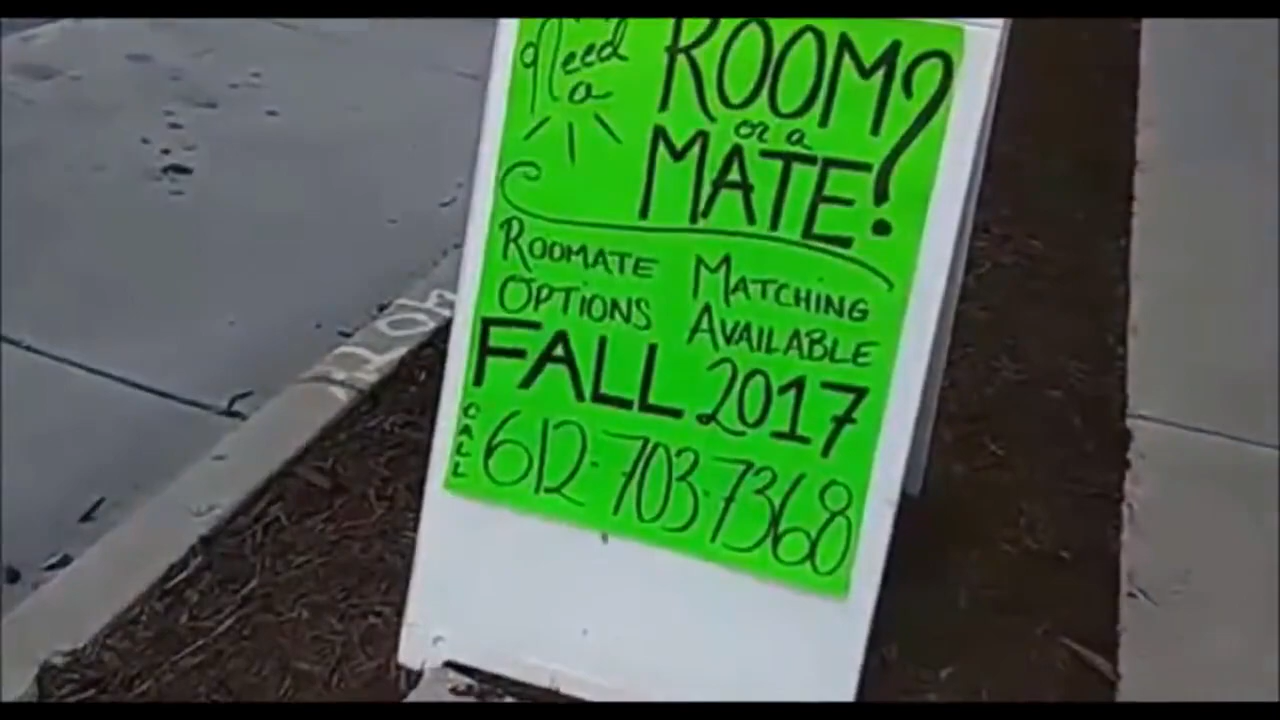 Need a ROOM?
or a
MATE?
ROOMATE MATCHING
OPTIONS AVAILABLE
FALL 2017
CALL 612-703-7368